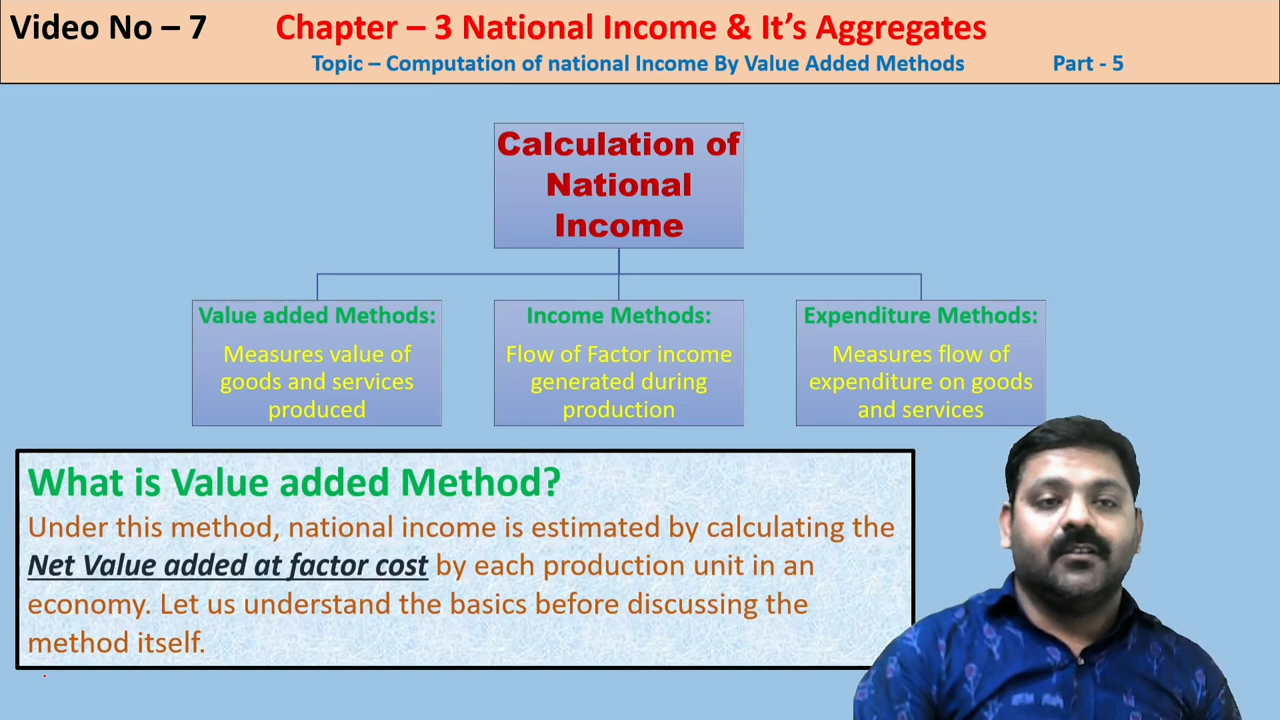 Video No – 7 Chapter – 3 National Income & It's Aggregates
Topic – Computation of national Income By Value Added Methods Part - 5
Calculation of
National
Income
Value added Methods:
Measures value of
goods and services
produced
Income Methods:
Flow of Factor income
generated during
production
Expenditure Methods:
Measures flow of
expenditure on goods
and services
What is Value added Method?
Under this method, national income is estimated by calculating the
Net Value added at factor cost by each production unit in an
economy. Let us understand the basics before discussing the
method itself.